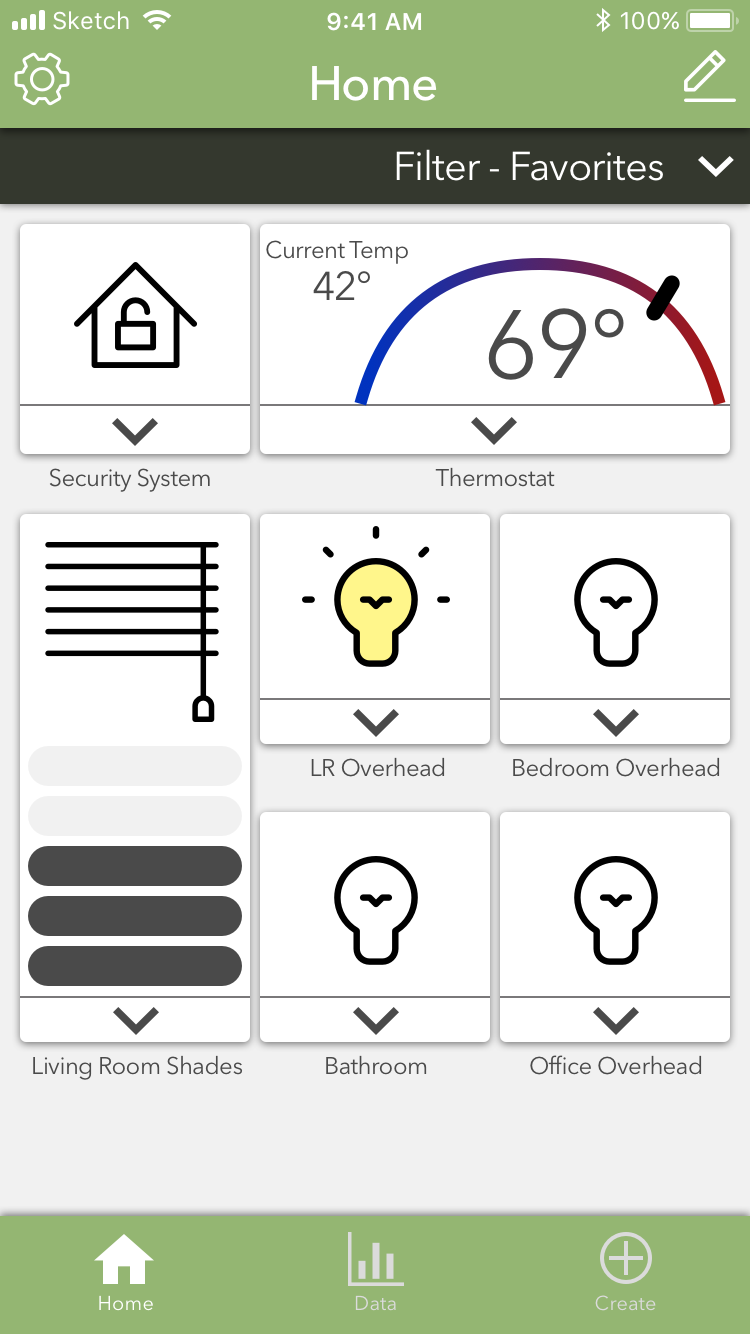 Sketch 9:41 AM 100%
Home
Filter - Favorites
Current Temp
42°
69°
Security System
Thermostat
LR Overhead
Bedroom Overhead
Living Room Shades
Bathroom
Office Overhead
Home
Data
Create